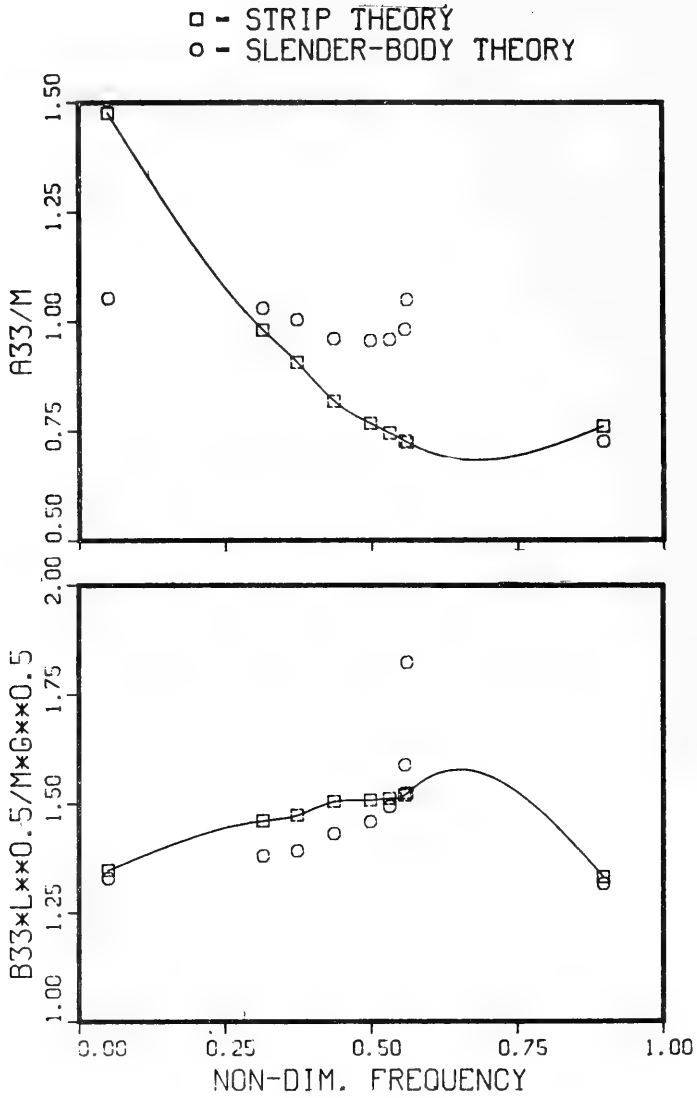 □ - STRIP THEORY
○ - SLENDER-BODY THEORY
1.50
1.25
1.00
0.75
0.50
A33/M
2.00
1.75
1.50
1.25
1.00
B33*L**0.5/M*G**0.5
0.00 0.25 0.50 0.75 1.00
NON-DIM. FREQUENCY